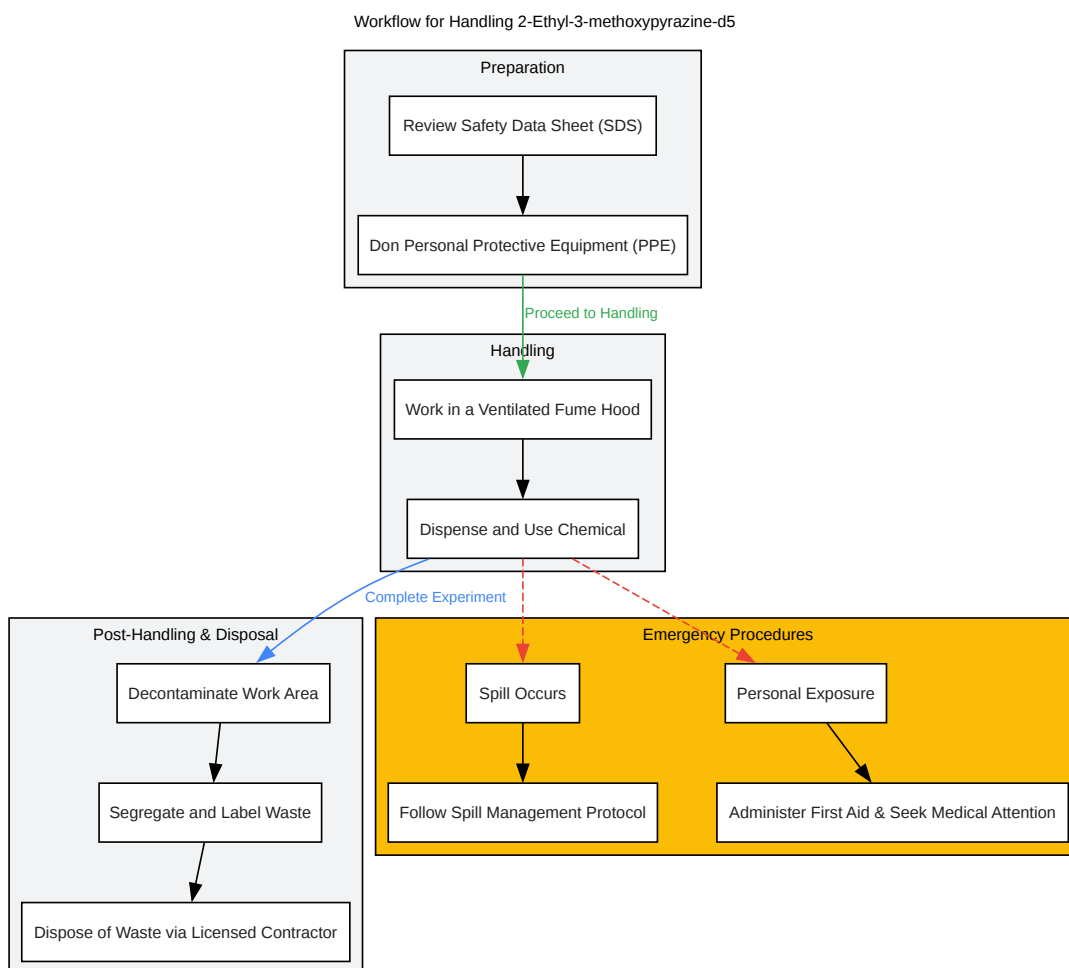 Workflow for Handling 2-Ethyl-3-methoxypyrazine-d5
Preparation
Review Safety Data Sheet (SDS)
Don Personal Protective Equipment (PPE)
Proceed to Handling
Handling
Work in a Ventilated Fume Hood
Dispense and Use Chemical
Complete Experiment
Post-Handling & Disposal
Decontaminate Work Area
Segregate and Label Waste
Dispose of Waste via Licensed Contractor
Emergency Procedures
Spill Occurs
Personal Exposure
Follow Spill Management Protocol
Administer First Aid & Seek Medical Attention